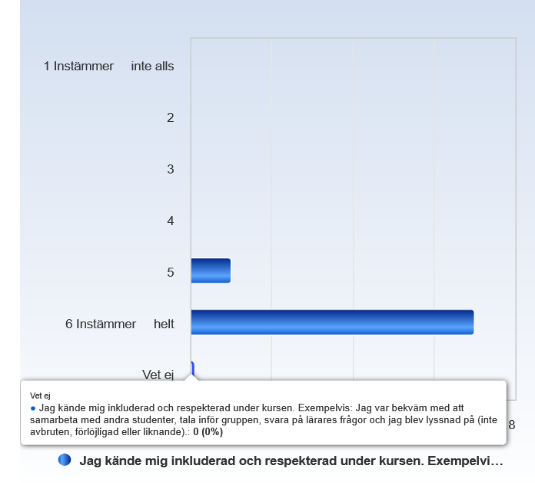 1 Instämmer inte alls
2
3
4
5
6 Instämmer helt
Vet ej
Vet ej
● Jag kände mig inkluderad och respekterad under kursen. Exempelvis: Jag var bekväm med att
samarbeta med andra studenter, tala inför gruppen, svara på lärares frågor och jag blev lyssnad på (inte
avbruten, förlöjligad eller liknande).: 0 (0%)
8
Jag kände mig inkluderad och respekterad under kursen. Exempelvi…